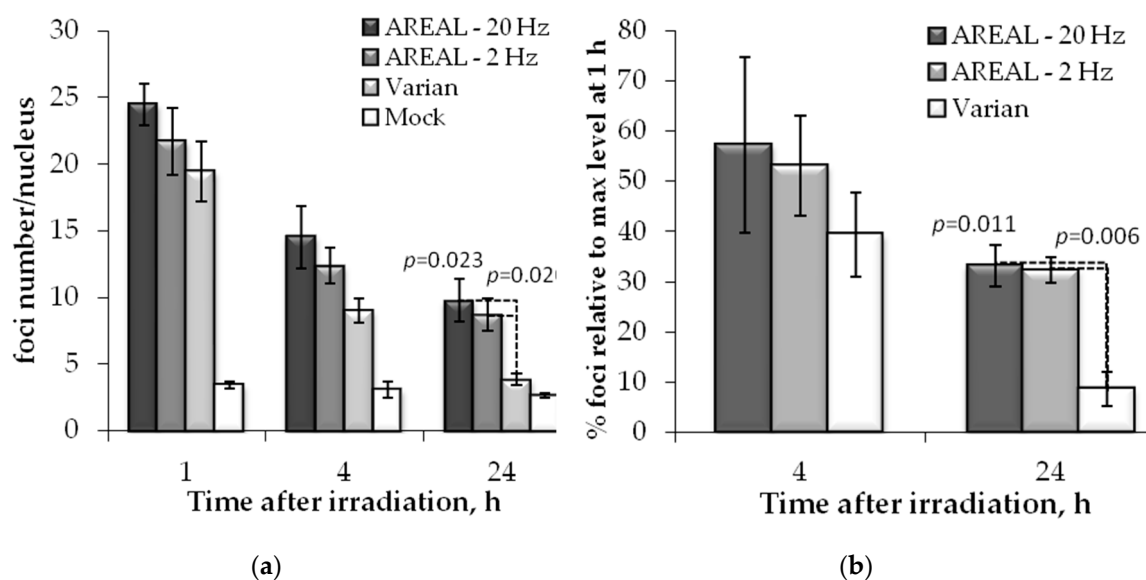 foci number/nucleus
30
25
20
15
10
5
0
AREAL - 20 Hz
AREAL - 2 Hz
Varian
Mock
p=0.023
p=0.020
1 4 24
Time after irradiation, h
(a)
% foci relative to max level at 1 h
80
70
60
50
40
30
20
10
0
AREAL - 20 Hz
AREAL - 2 Hz
Varian
p=0.011
p=0.006
4 24
Time after irradiation, h
(b)